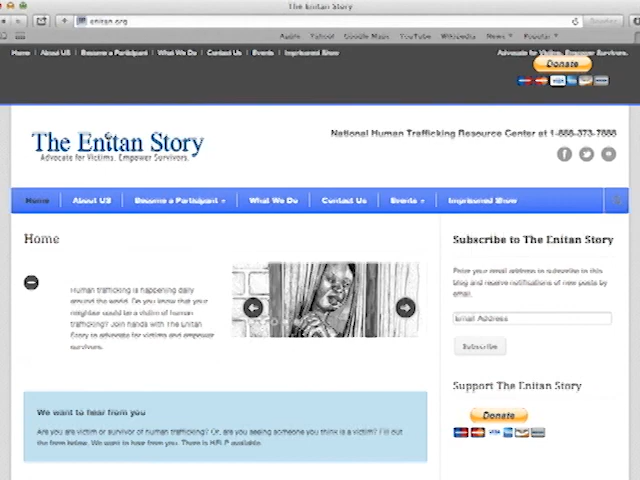 The Enitan Story
enitan.org
Apple Yahoo! Google Maps YouTube Wikipedia News Popular
Home About US Become a Participant What We Do Contact Us Events Imprisoned Show
Advocate for Victims. Empower Survivors.
Donate
The Enitan Story
Advocate for Victims. Empower Survivors.
National Human Trafficking Resource Center at 1-888-373-7888
Home About US Become a Participant What We Do Contact Us Events Imprisoned Show
Home
Human trafficking is happening daily
around the world. Do you know that your
neighbor could be a victim of human
trafficking? Join hands with The Enitan
Story to advocate for victims and empower
survivors.
We want to hear from you
Are you are victim or survivor of human trafficking? Or, are you seeing someone you think is a victim? Fill out
the form below. We want to hear from you. There is HELP available.
Subscribe to The Enitan Story
Enter your email address to subscribe to this
blog and receive notifications of new posts by
email.
Email Address
Subscribe
Support The Enitan Story
Donate